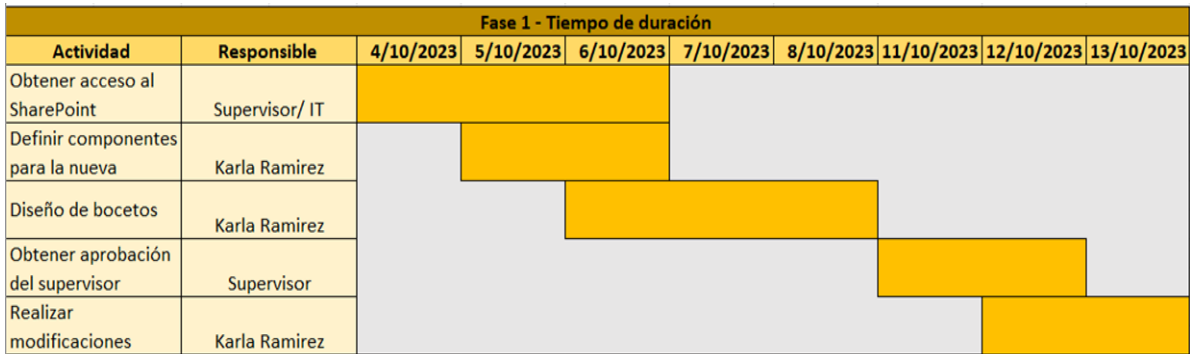 Fase 1 - Tiempo de duración
Actividad Responsible 4/10/2023 5/10/2023 6/10/2023 7/10/2023 8/10/2023 11/10/2023 12/10/2023 13/10/2023
Obtener acceso al
SharePoint Supervisor/ IT
Definir componentes
para la nueva Karla Ramirez
Diseño de bocetos
Karla Ramirez
Obtener aprobación
del supervisor Supervisor
Realizar
modificaciones Karla Ramirez